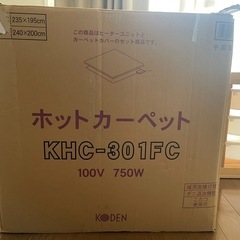 235×195cm
240×200cm
この商品はヒーターユニットと
カーペットカバーのセット商品です。
ホットカーペット
KHC-301FC
100V 750W
KODEN